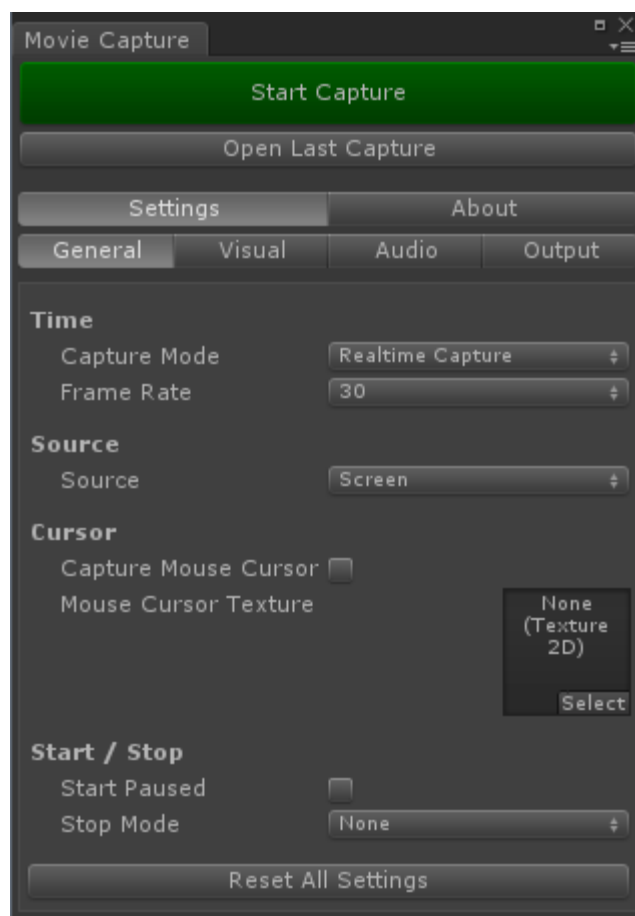 Movie Capture
Start Capture
Open Last Capture
Settings About
General Visual Audio Output
Time
Capture Mode Realtime Capture
Frame Rate 30
Source
Source Screen
Cursor
Capture Mouse Cursor
Mouse Cursor Texture
None
(Texture
2D)
Select
Start / Stop
Start Paused
Stop Mode None
Reset All Settings